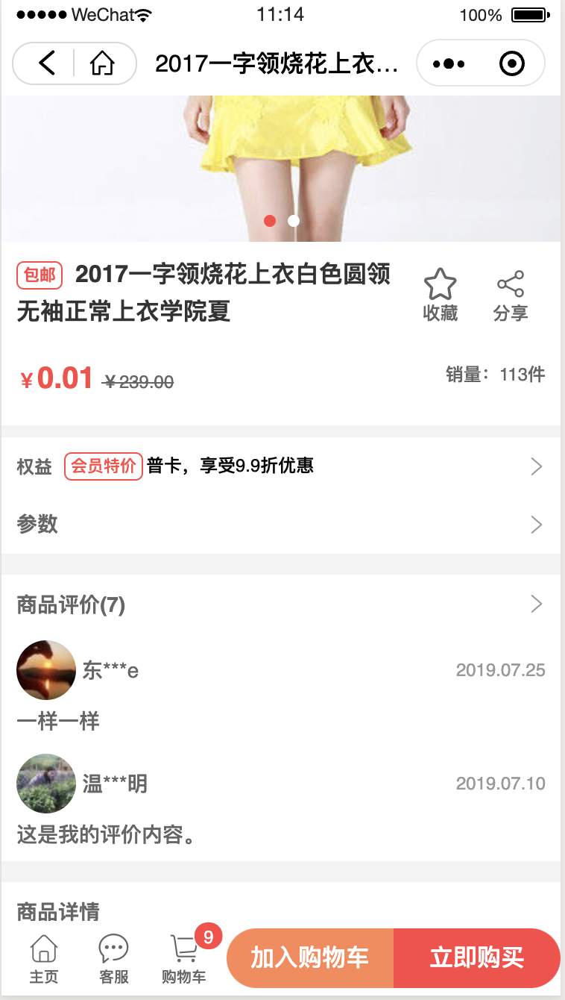 WeChat 11:14 100%
2017一字领烧花上衣...
包邮 2017一字领烧花上衣白色圆领
无袖正常上衣学院夏
收藏 分享
¥0.01 ¥239.00 销量：113件
权益 会员特价 普卡，享受9.9折优惠
参数
商品评价(7)
东***e 2019.07.25
一样一样
温***明 2019.07.10
这是我的评价内容。
商品详情
9
主页 客服 购物车 加入购物车 立即购买